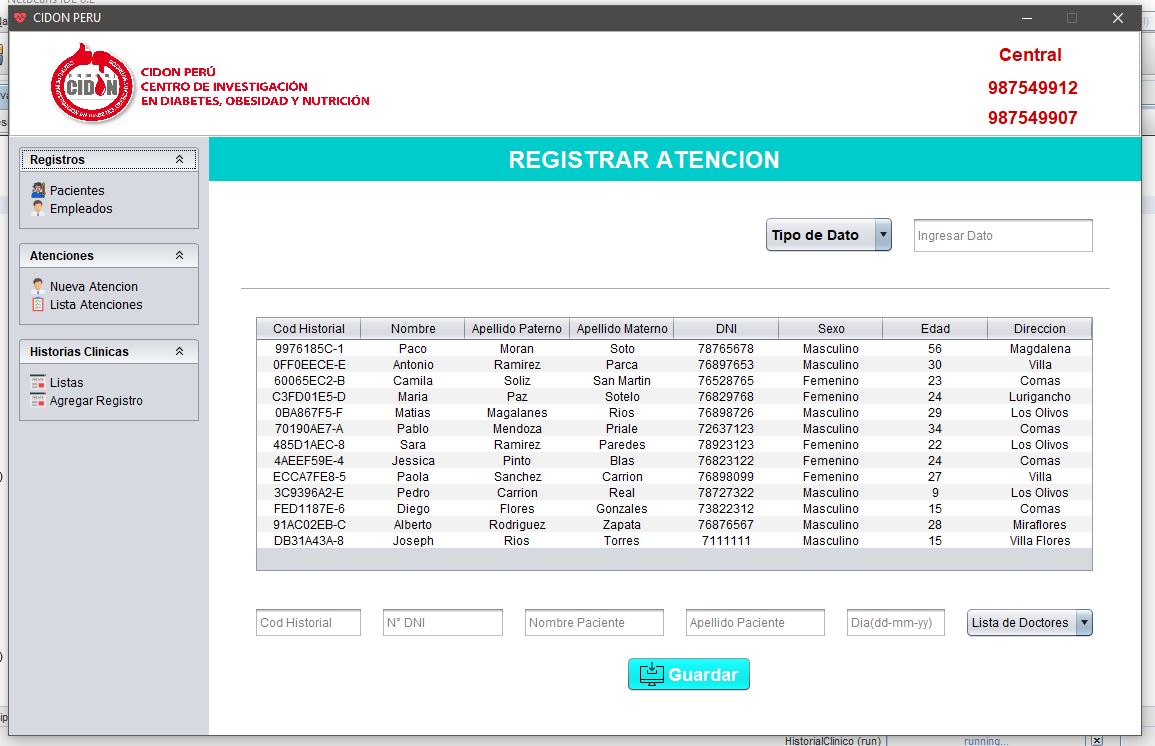 CIDON PERU
CIDON
CIDON PERÚ
CENTRO DE INVESTIGACIÓN
EN DIABETES, OBESIDAD Y NUTRICIÓN
Central
987549912
987549907
Registros
Pacientes
Empleados
Atenciones
Nueva Atencion
Lista Atenciones
Historias Clinicas
Listas
Agregar Registro
REGISTRAR ATENCION
Tipo de Dato Ingresar Dato
Cod Historial Nombre Apellido Paterno Apellido Materno DNI Sexo Edad Direccion
9976185C-1 Paco Moran Soto 78765678 Masculino 56 Magdalena
0FF0EECE-E Antonio Ramirez Parca 76897653 Masculino 30 Villa
60065EC2-B Camila Soliz San Martin 76528765 Femenino 23 Comas
C3FD01E5-D Maria Paz Sotelo 76829768 Femenino 24 Lurigancho
0BA867F5-F Matias Magalanes Rios 76898726 Masculino 29 Los Olivos
70190AE7-A Pablo Mendoza Priale 72637123 Masculino 34 Comas
485D1AEC-8 Sara Ramirez Paredes 78923123 Femenino 22 Los Olivos
4AEEF59E-4 Jessica Pinto Blas 76823122 Femenino 24 Comas
ECCA7FE8-5 Paola Sanchez Carrion 76898099 Femenino 27 Villa
3C9396A2-E Pedro Carrion Real 78727322 Masculino 9 Los Olivos
FED1187E-6 Diego Flores Gonzales 73822312 Masculino 15 Comas
91AC02EB-C Alberto Rodriguez Zapata 76876567 Masculino 28 Miraflores
DB31A43A-8 Joseph Rios Torres 7111111 Masculino 15 Villa Flores
Cod Historial N° DNI Nombre Paciente Apellido Paciente Dia(dd-mm-yy) Lista de Doctores
Guardar
HistorialClinico (run) running...